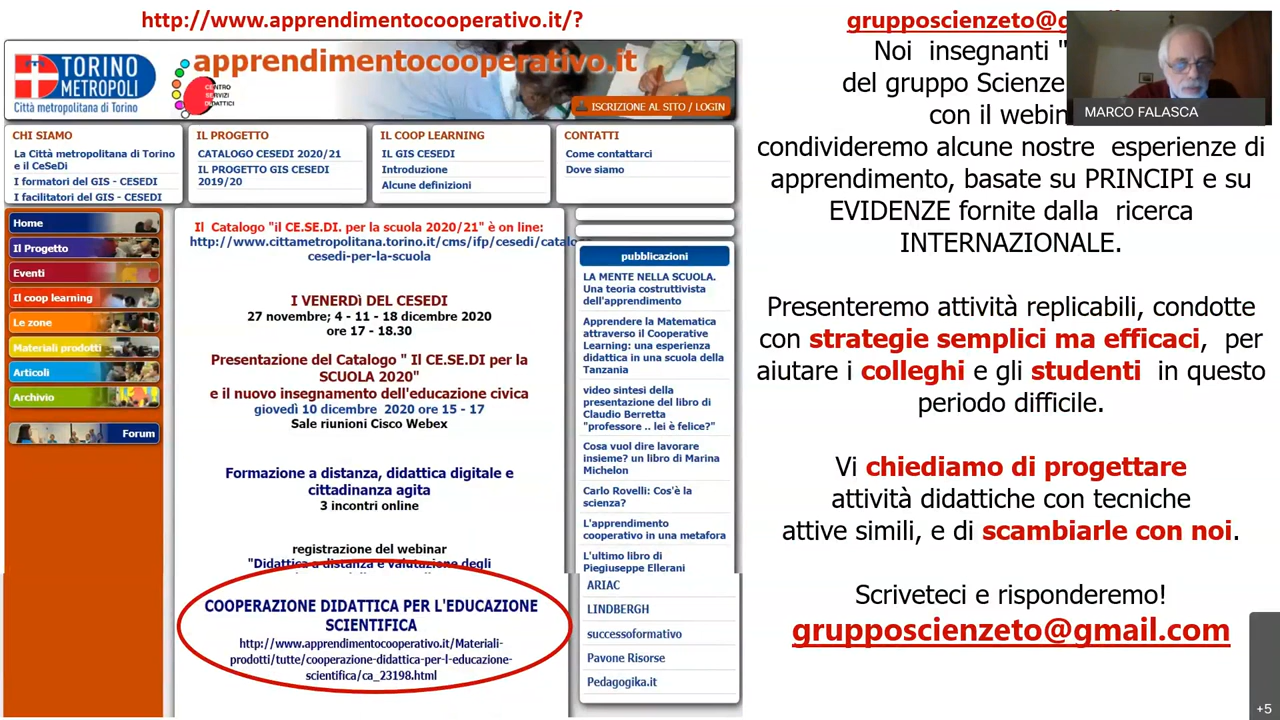 http://www.apprendimentocooperativo.it/?
TORINO
METROPOLI
Città metropolitana di Torino
CENTRO
SERVIZI
DIDATTICI
apprendimentocooperativo.it
ISCRIZIONE AL SITO / LOGIN
CHI SIAMO
La Città metropolitana di Torino
e il CeSeDi
I formatori del GIS - CESEDI
I facilitatori del GIS - CESEDI
IL PROGETTO
CATALOGO CESEDI 2020/21
IL PROGETTO GIS CESEDI
2019/20
IL COOP LEARNING
IL GIS CESEDI
Introduzione
Alcune definizioni
CONTATTI
Come contattarci
Dove siamo
Home
Il Progetto
Eventi
Il coop learning
Le zone
Materiali prodotti
Articoli
Archivio
Forum
Il Catalogo "il CE.SE.DI. per la scuola 2020/21" è on line:
http://www.cittametropolitana.torino.it/cms/ifp/cesedi/catalo
cesedi-per-la-scuola
I VENERDì DEL CESEDI
27 novembre; 4 - 11 - 18 dicembre 2020
ore 17 - 18.30
Presentazione del Catalogo " Il CE.SE.DI per la
SCUOLA 2020"
e il nuovo insegnamento dell'educazione civica
giovedì 10 dicembre 2020 ore 15 - 17
Sale riunioni Cisco Webex
Formazione a distanza, didattica digitale e
cittadinanza agita
3 incontri online
registrazione del webinar
"Didattica a distanza e valutazione degli
COOPERAZIONE DIDATTICA PER L'EDUCAZIONE
SCIENTIFICA
http://www.apprendimentocooperativo.it/Materiali-
prodotti/tutte/cooperazione-didattica-per-l-educazione-
scientifica/ca_23198.html
pubblicazioni
LA MENTE NELLA SCUOLA.
Una teoria costruttivista
dell'apprendimento
Apprendere la Matematica
attraverso il Cooperative
Learning: una esperienza
didattica in una scuola della
Tanzania
video sintesi della
presentazione del libro di
Claudio Berretta
"professore .. lei è felice?"
Cosa vuol dire lavorare
insieme? un libro di Marina
Michelon
Carlo Rovelli: Cos'è la
scienza?
L'apprendimento
cooperativo in una metafora
L'ultimo libro di
Piegiuseppe Ellerani
ARIAC
LINDBERGH
successoformativo
Pavone Risorse
Pedagogika.it
grupposcienzeto@g
Noi insegnanti "
del gruppo Scienze
con il webin
condivideremo alcune nostre esperienze di
apprendimento, basate su PRINCIPI e su
EVIDENZE fornite dalla ricerca
INTERNAZIONALE.
Presenteremo attività replicabili, condotte
con strategie semplici ma efficaci, per
aiutare i colleghi e gli studenti in questo
periodo difficile.
Vi chiediamo di progettare
attività didattiche con tecniche
attive simili, e di scambiarle con noi.
Scriveteci e risponderemo!
grupposcienzeto@gmail.com
MARCO FALASCA
+5